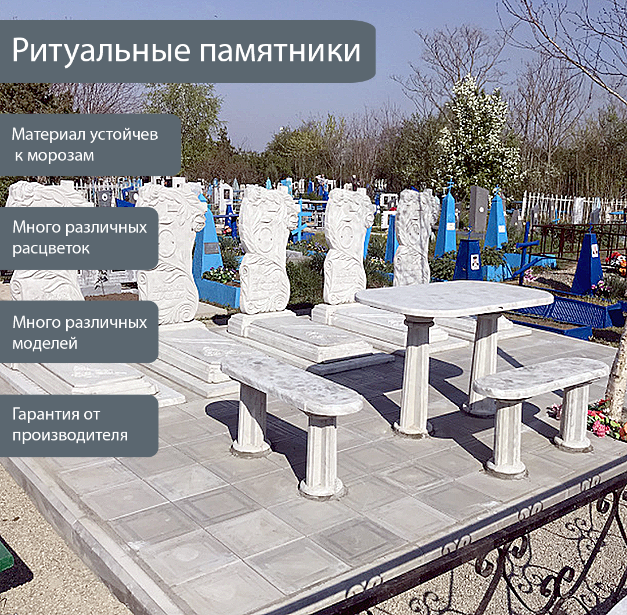 Ритуальные памятники
Материал устойчев
к морозам
Много различных
расцветок
Много различных
моделей
Гарантия от
производителя